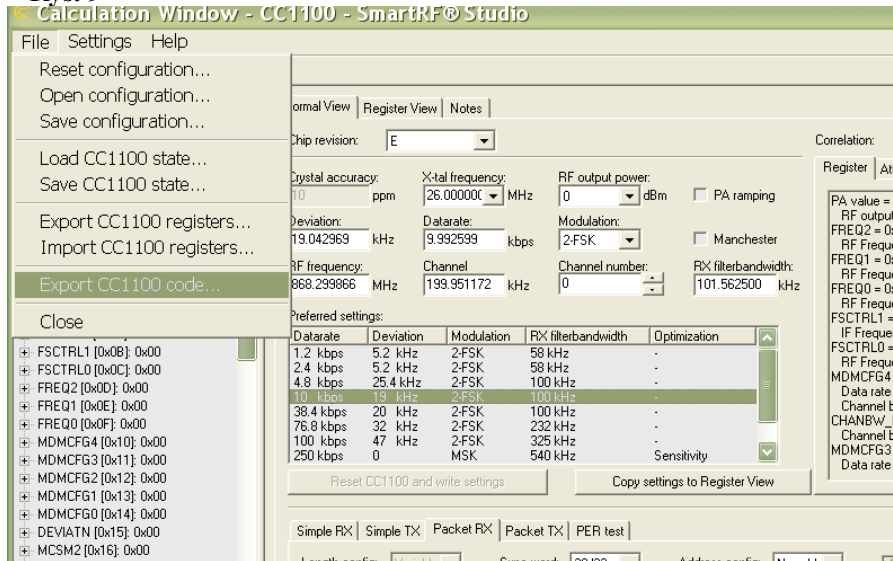 Calculation Window - CC1100 - SmartRF® Studio
File Settings Help
Reset configuration...
Open configuration...
Save configuration...
Load CC1100 state...
Save CC1100 state...
Export CC1100 registers...
Import CC1100 registers...
Export CC1100 code...
Close
ormal View Register View Notes
Chip revision: E
Correlation:
Crystal accuracy: X-tal frequency: RF output power:
10 ppm 26.000000 MHz 0 dBm PA ramping
Deviation: Datarate: Modulation:
19.042969 kHz 9.992599 kbps 2-FSK Manchester
RF frequency: Channel Channel number: RX filterbandwidth:
868.299866 MHz 199.951172 kHz 0 101.562500 kHz
Preferred settings:
Datarate Deviation Modulation RX filterbandwidth Optimization
1.2 kbps 5.2 kHz 2-FSK 58 kHz -
2.4 kbps 5.2 kHz 2-FSK 58 kHz -
4.8 kbps 25.4 kHz 2-FSK 100 kHz -
10 kbps 19 kHz 2-FSK 100 kHz -
38.4 kbps 20 kHz 2-FSK 100 kHz -
76.8 kbps 32 kHz 2-FSK 232 kHz -
100 kbps 47 kHz 2-FSK 325 kHz -
250 kbps 0 MSK 540 kHz Sensitivity
Reset CC1100 and write settings Copy settings to Register View
Register At
PA value =
RF output
FREQ2 = 0x
RF Freque
FREQ1 = 0x
RF Freque
FREQ0 = 0x
RF Freque
FSCTRL1 =
IF Frequer
FSCTRL0 =
RF Freque
MDMCFG4
Data rate
Channel b
CHANBW_
Channel b
MDMCFG3
Data rate
FSCTRL1 [0x0B]: 0x00
FSCTRL0 [0x0C]: 0x00
FREQ2 [0x0D]: 0x00
FREQ1 [0x0E]: 0x00
FREQ0 [0x0F]: 0x00
MDMCFG4 [0x10]: 0x00
MDMCFG3 [0x11]: 0x00
MDMCFG2 [0x12]: 0x00
MDMCFG1 [0x13]: 0x00
MDMCFG0 [0x14]: 0x00
DEVIATN [0x15]: 0x00
MCSM2 [0x16]: 0x00
Simple RX Simple TX Packet RX Packet TX PER test